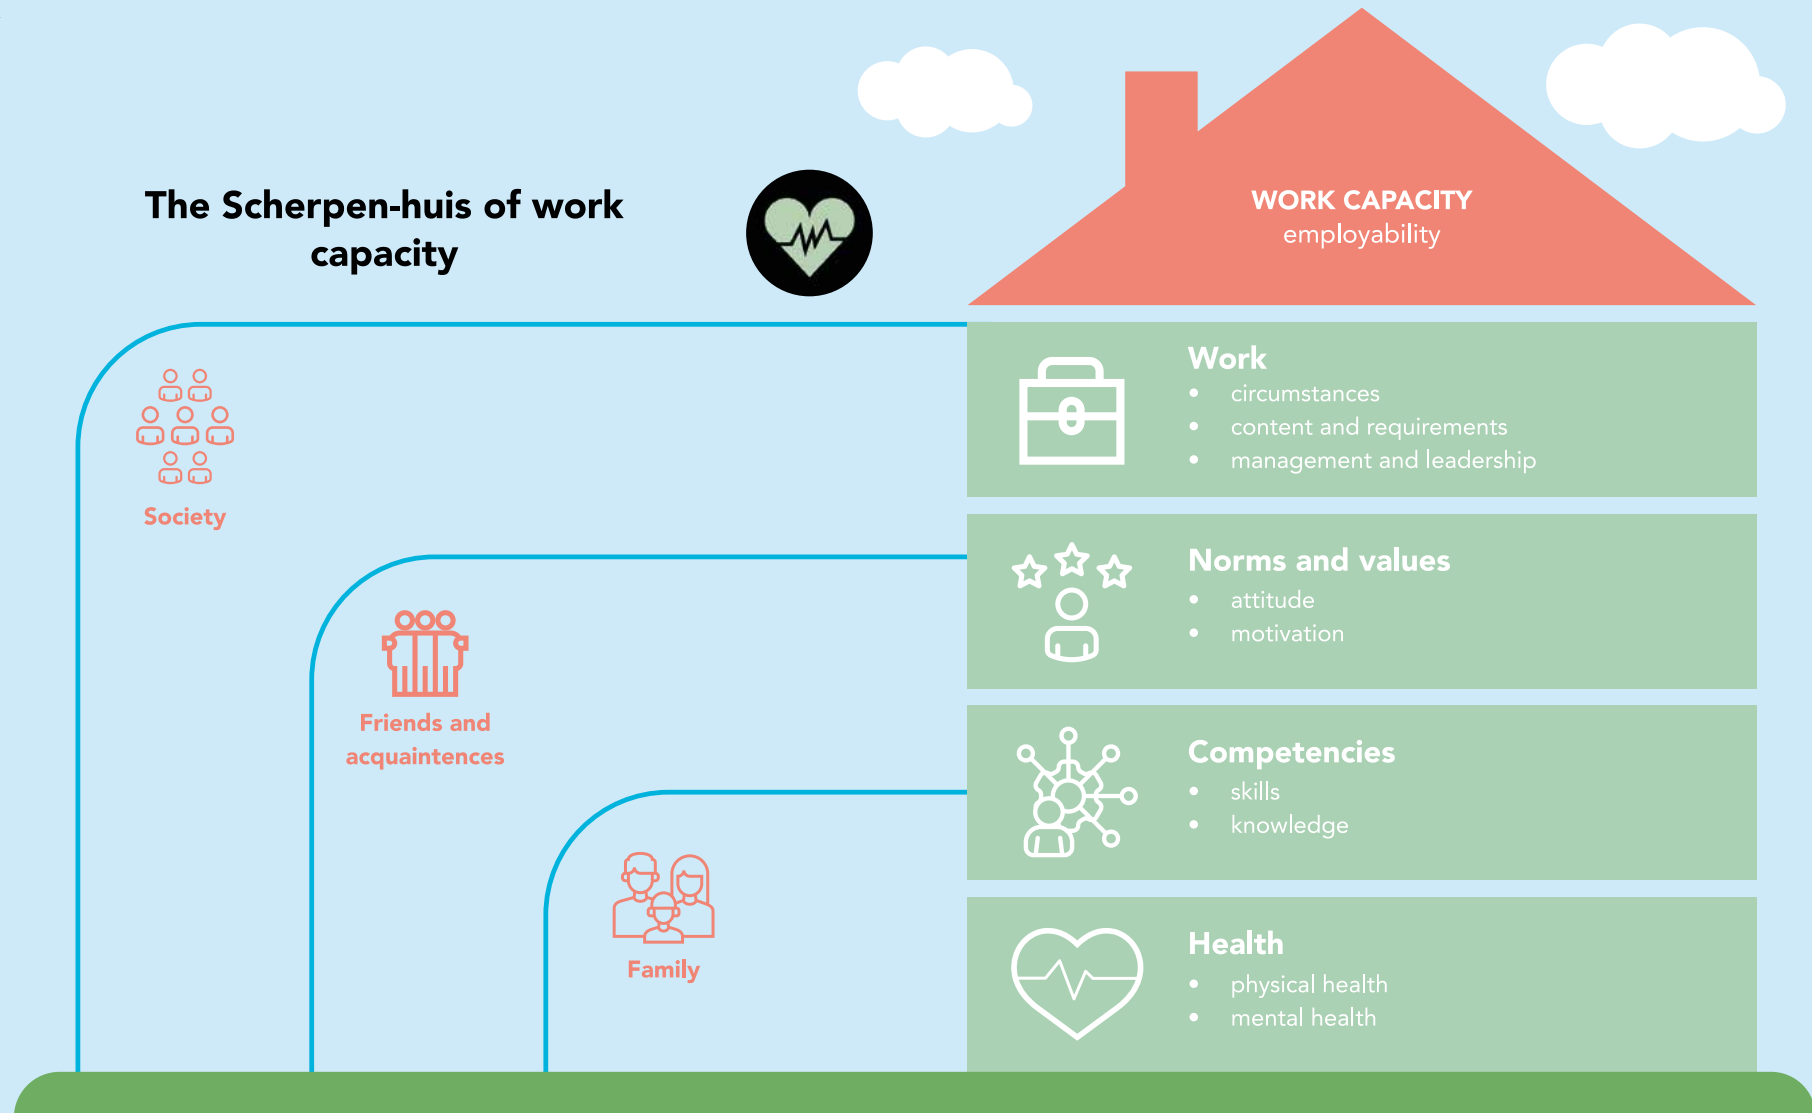 The Scherpen-huis of work
capacity
WORK CAPACITY
employability
Society
Friends and
acquaintences
Family
Work
• circumstances
• content and requirements
• management and leadership
Norms and values
• attitude
• motivation
Competencies
• skills
• knowledge
Health
• physical health
• mental health